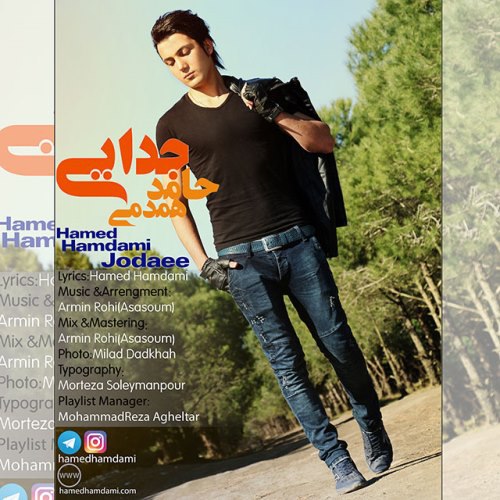 جدایی
حامد
همدمی
Hamed
Hamdami
Jodaee
Lyrics:Hamed Hamdami
Music &Arrengment:
Armin Rohi(Asasoum)
Mix &Mastering:
Armin Rohi(Asasoum)
Photo:Milad Dadkhah
Typography:
Morteza Soleymanpour
Playlist Manager:
MohammadReza Agheltar
hamedhamdami
www
hamedhamdami.com